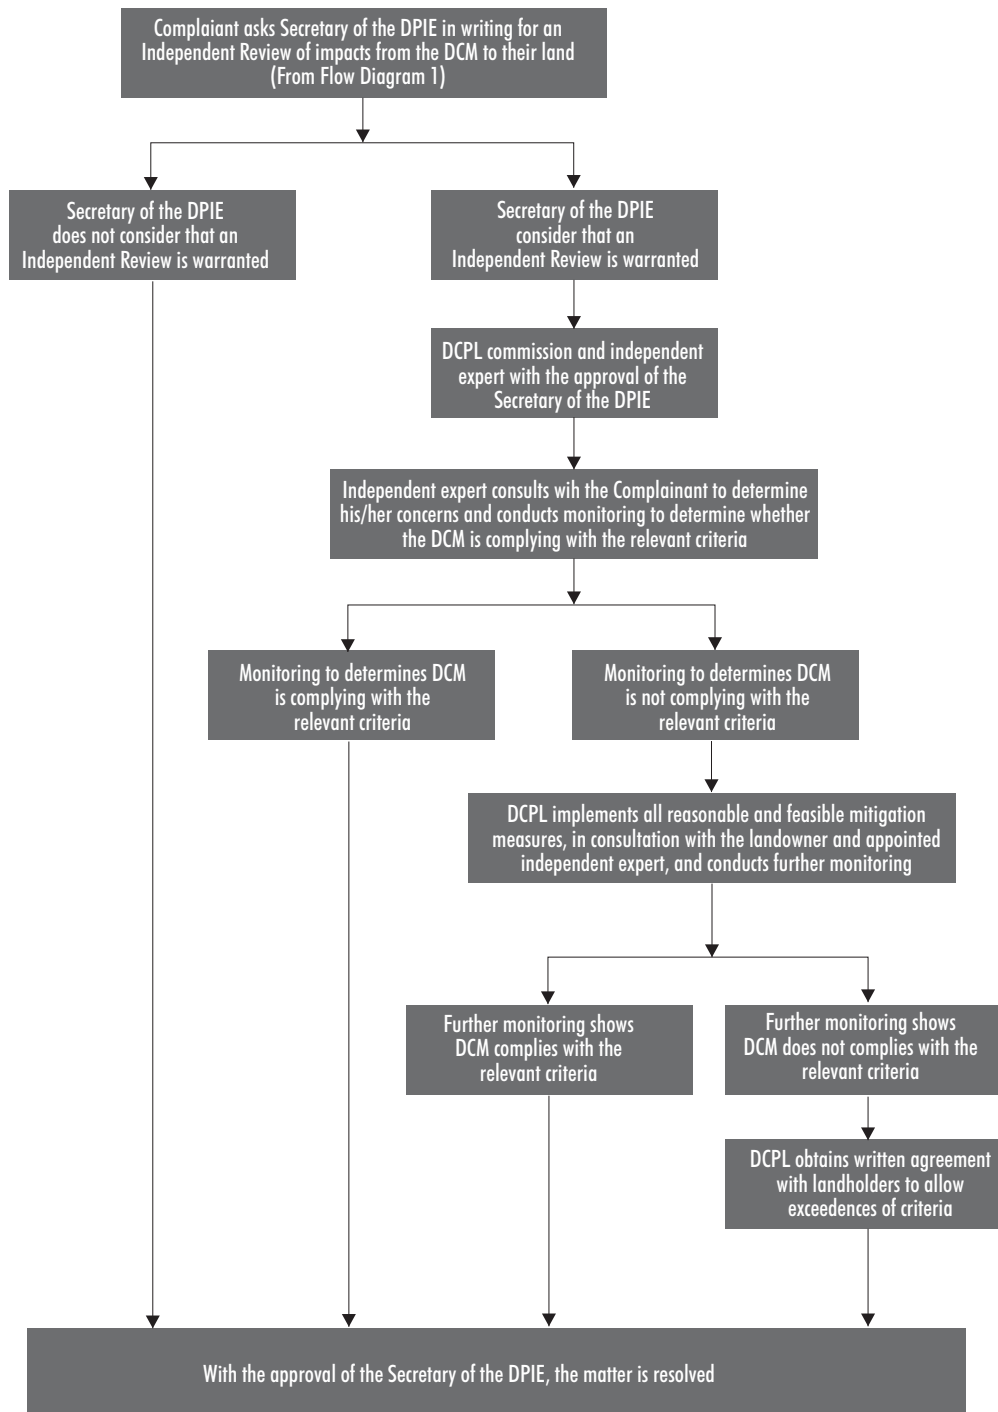 Complaiant asks Secretary of the DPIE in writing for an
Independent Review of impacts from the DCM to their land
(From Flow Diagram 1)
Secretary of the DPIE
does not consider that an
Independent Review is warranted
Secretary of the DPIE
consider that an
Independent Review is warranted
DCPL commission and independent
expert with the approval of the
Secretary of the DPIE
Independent expert consults wih the Complainant to determine
his/her concerns and conducts monitoring to determine whether
the DCM is complying with the relevant criteria
Monitoring to determines DCM
is complying with the
relevant criteria
Monitoring to determines DCM
is not complying with the
relevant criteria
DCPL implements all reasonable and feasible mitigation
measures, in consultation with the landowner and appointed
independent expert, and conducts further monitoring
Further monitoring shows
DCM complies with the
relevant criteria
Further monitoring shows
DCM does not complies with the
relevant criteria
DCPL obtains written agreement
with landholders to allow
exceedences of criteria
With the approval of the Secretary of the DPIE, the matter is resolved